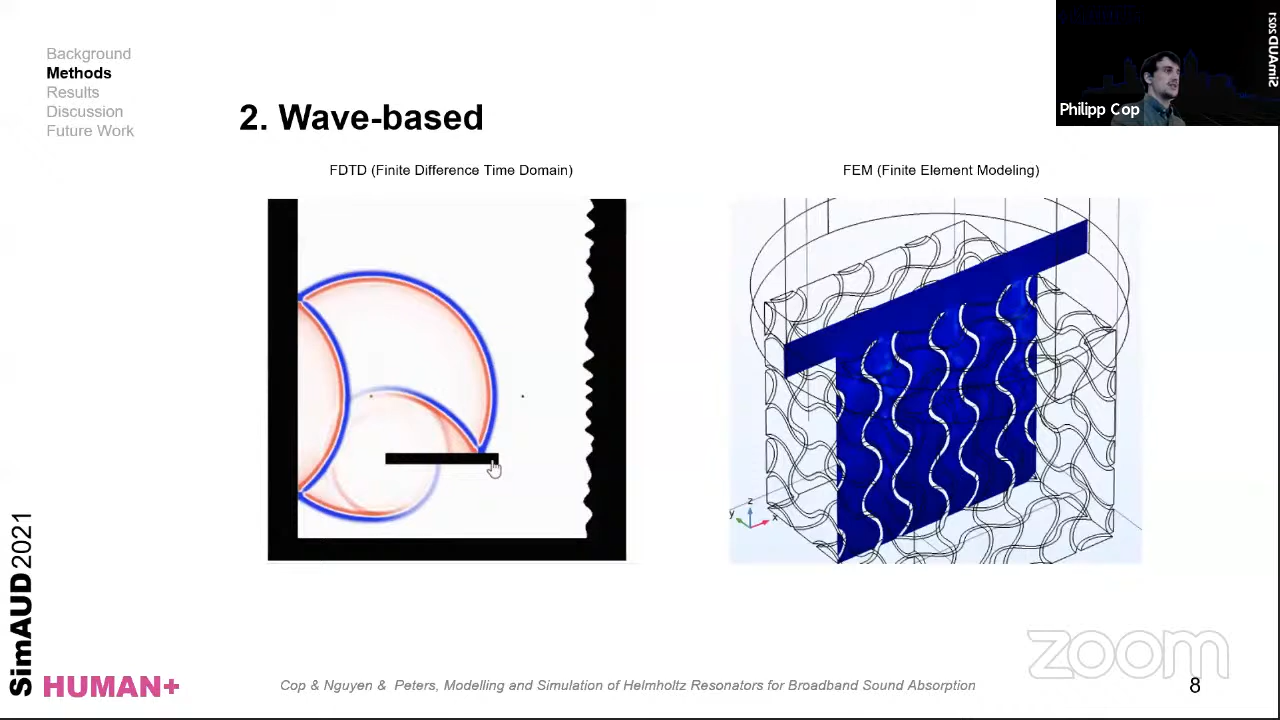 Background
Methods
Results
Discussion
Future Work
2. Wave-based
FDTD (Finite Difference Time Domain)
FEM (Finite Element Modeling)
Philipp Cop
SimAUD 2021
z
y
x
SimAUD2021
HUMAN+
Cop & Nguyen & Peters, Modelling and Simulation of Helmholtz Resonators for Broadband Sound Absorption
zoom
8